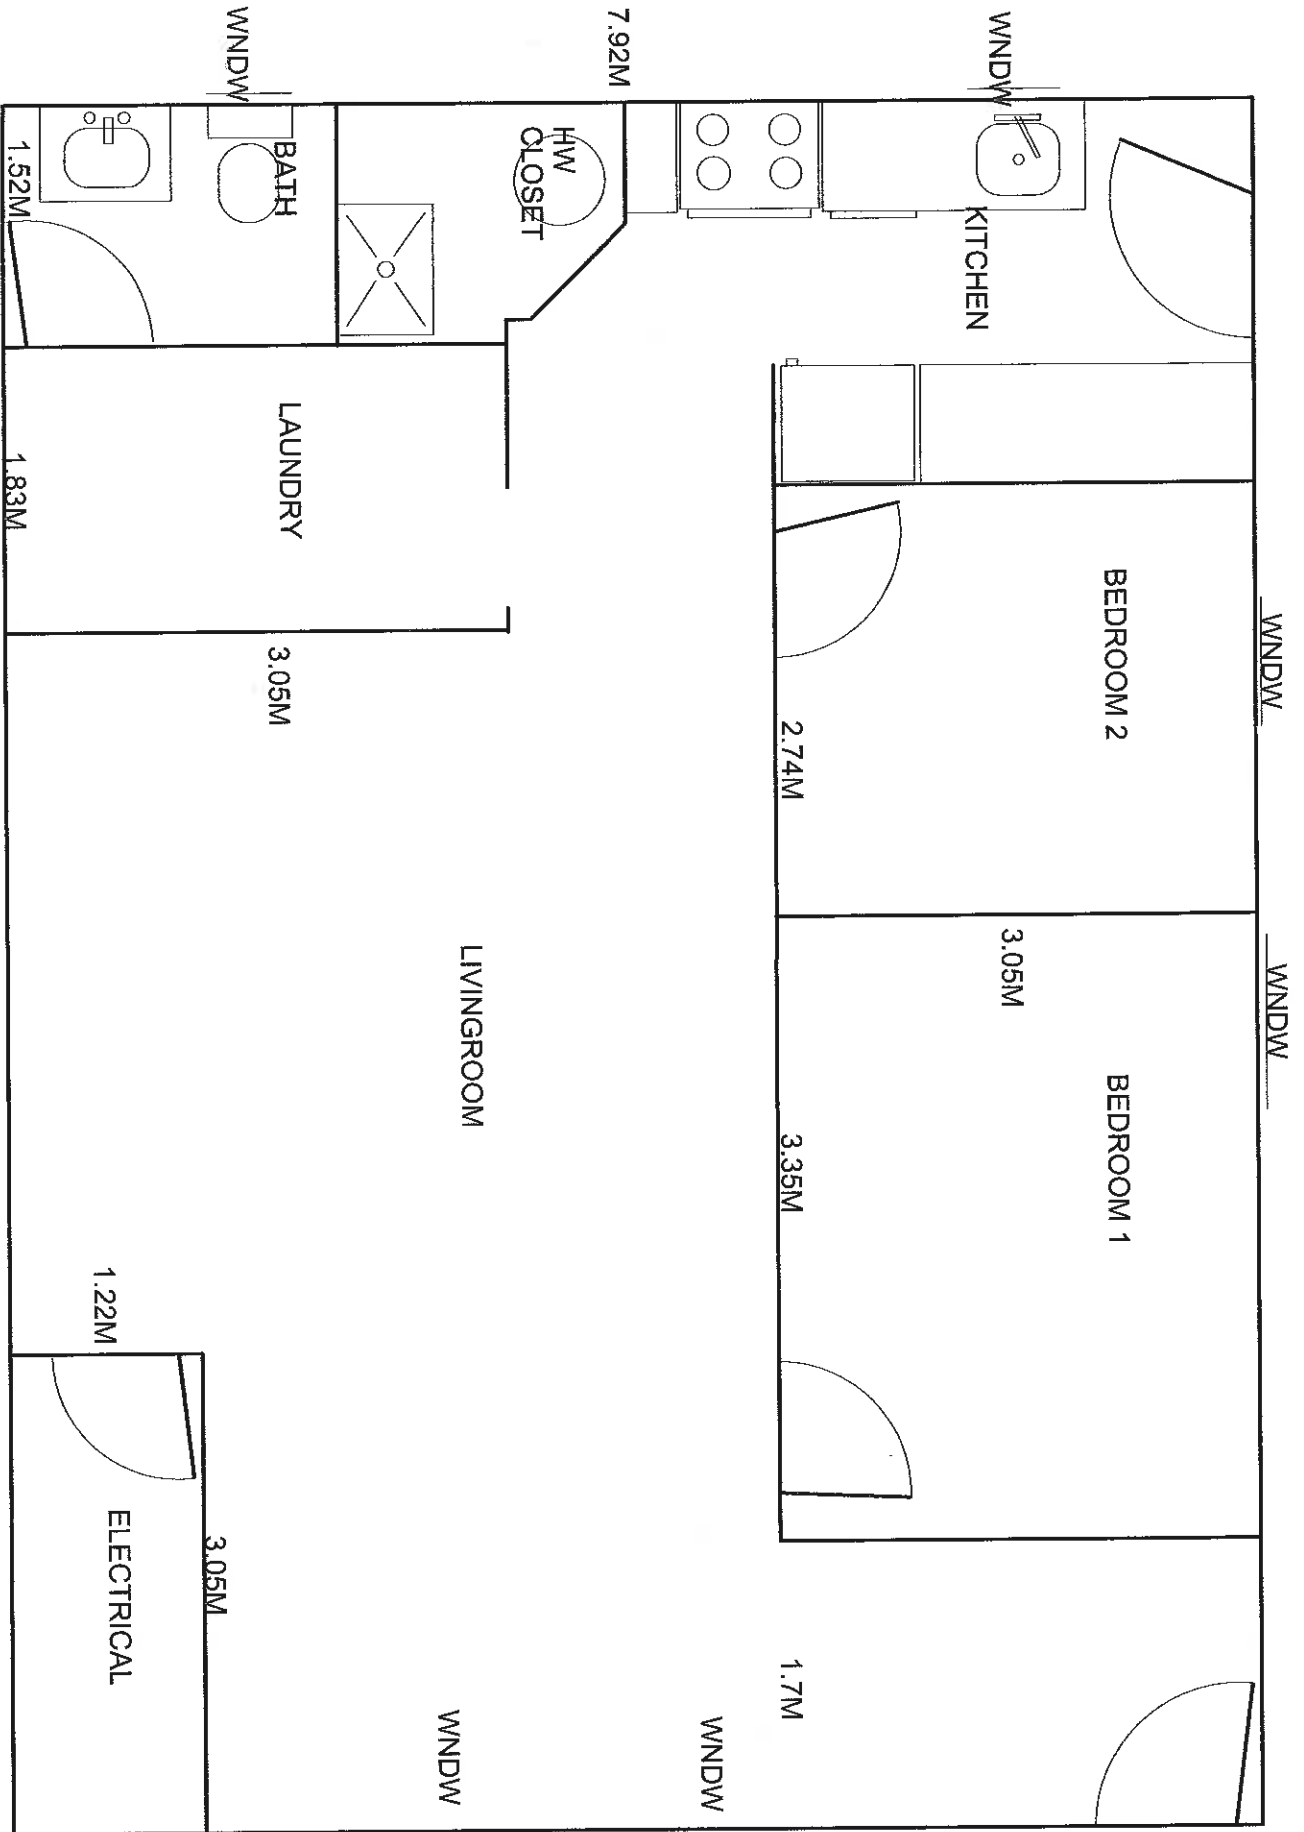 WNDW
7.92M
WNDW
1.52M
BATH
HW
CLOSET
KITCHEN
LAUNDRY
1.83M
BEDROOM 2
WNDW
3.05M
2.74M
LIVINGROOM
3.05M
WNDW
BEDROOM 1
3.35M
1.22M
ELECTRICAL
3.05M
1.7M
WNDW
WNDW